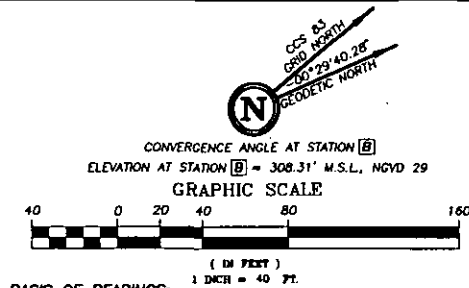 CCS 83
GRID NORTH
-00°29'40.28"
GEODETIC NORTH
N
CONVERGENCE ANGLE AT STATION B
ELEVATION AT STATION B = 308.31' M.S.L., NGVD 29
GRAPHIC SCALE
40 0 20 40 80 160
( IN FEET )
1 INCH = 40 FT.
BASIS OF BEARINGS: